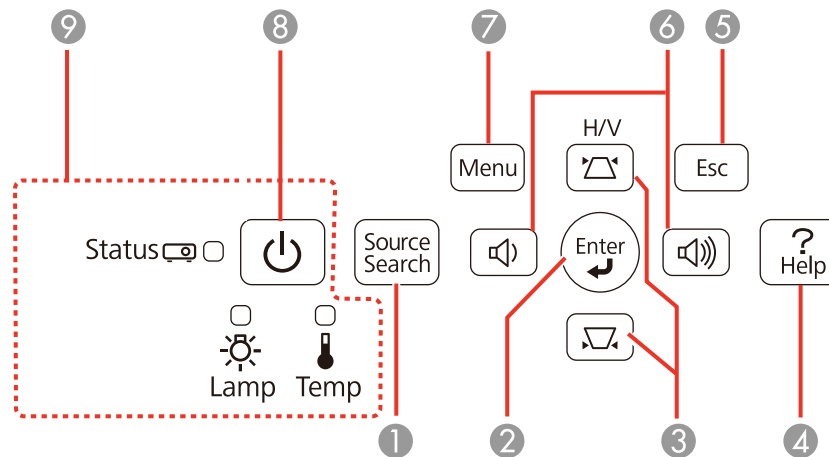 9 8 7 6 5
H/V
Menu
Esc
Status
Source
Search
Enter
?
Help
Lamp Temp
1 2 3 4